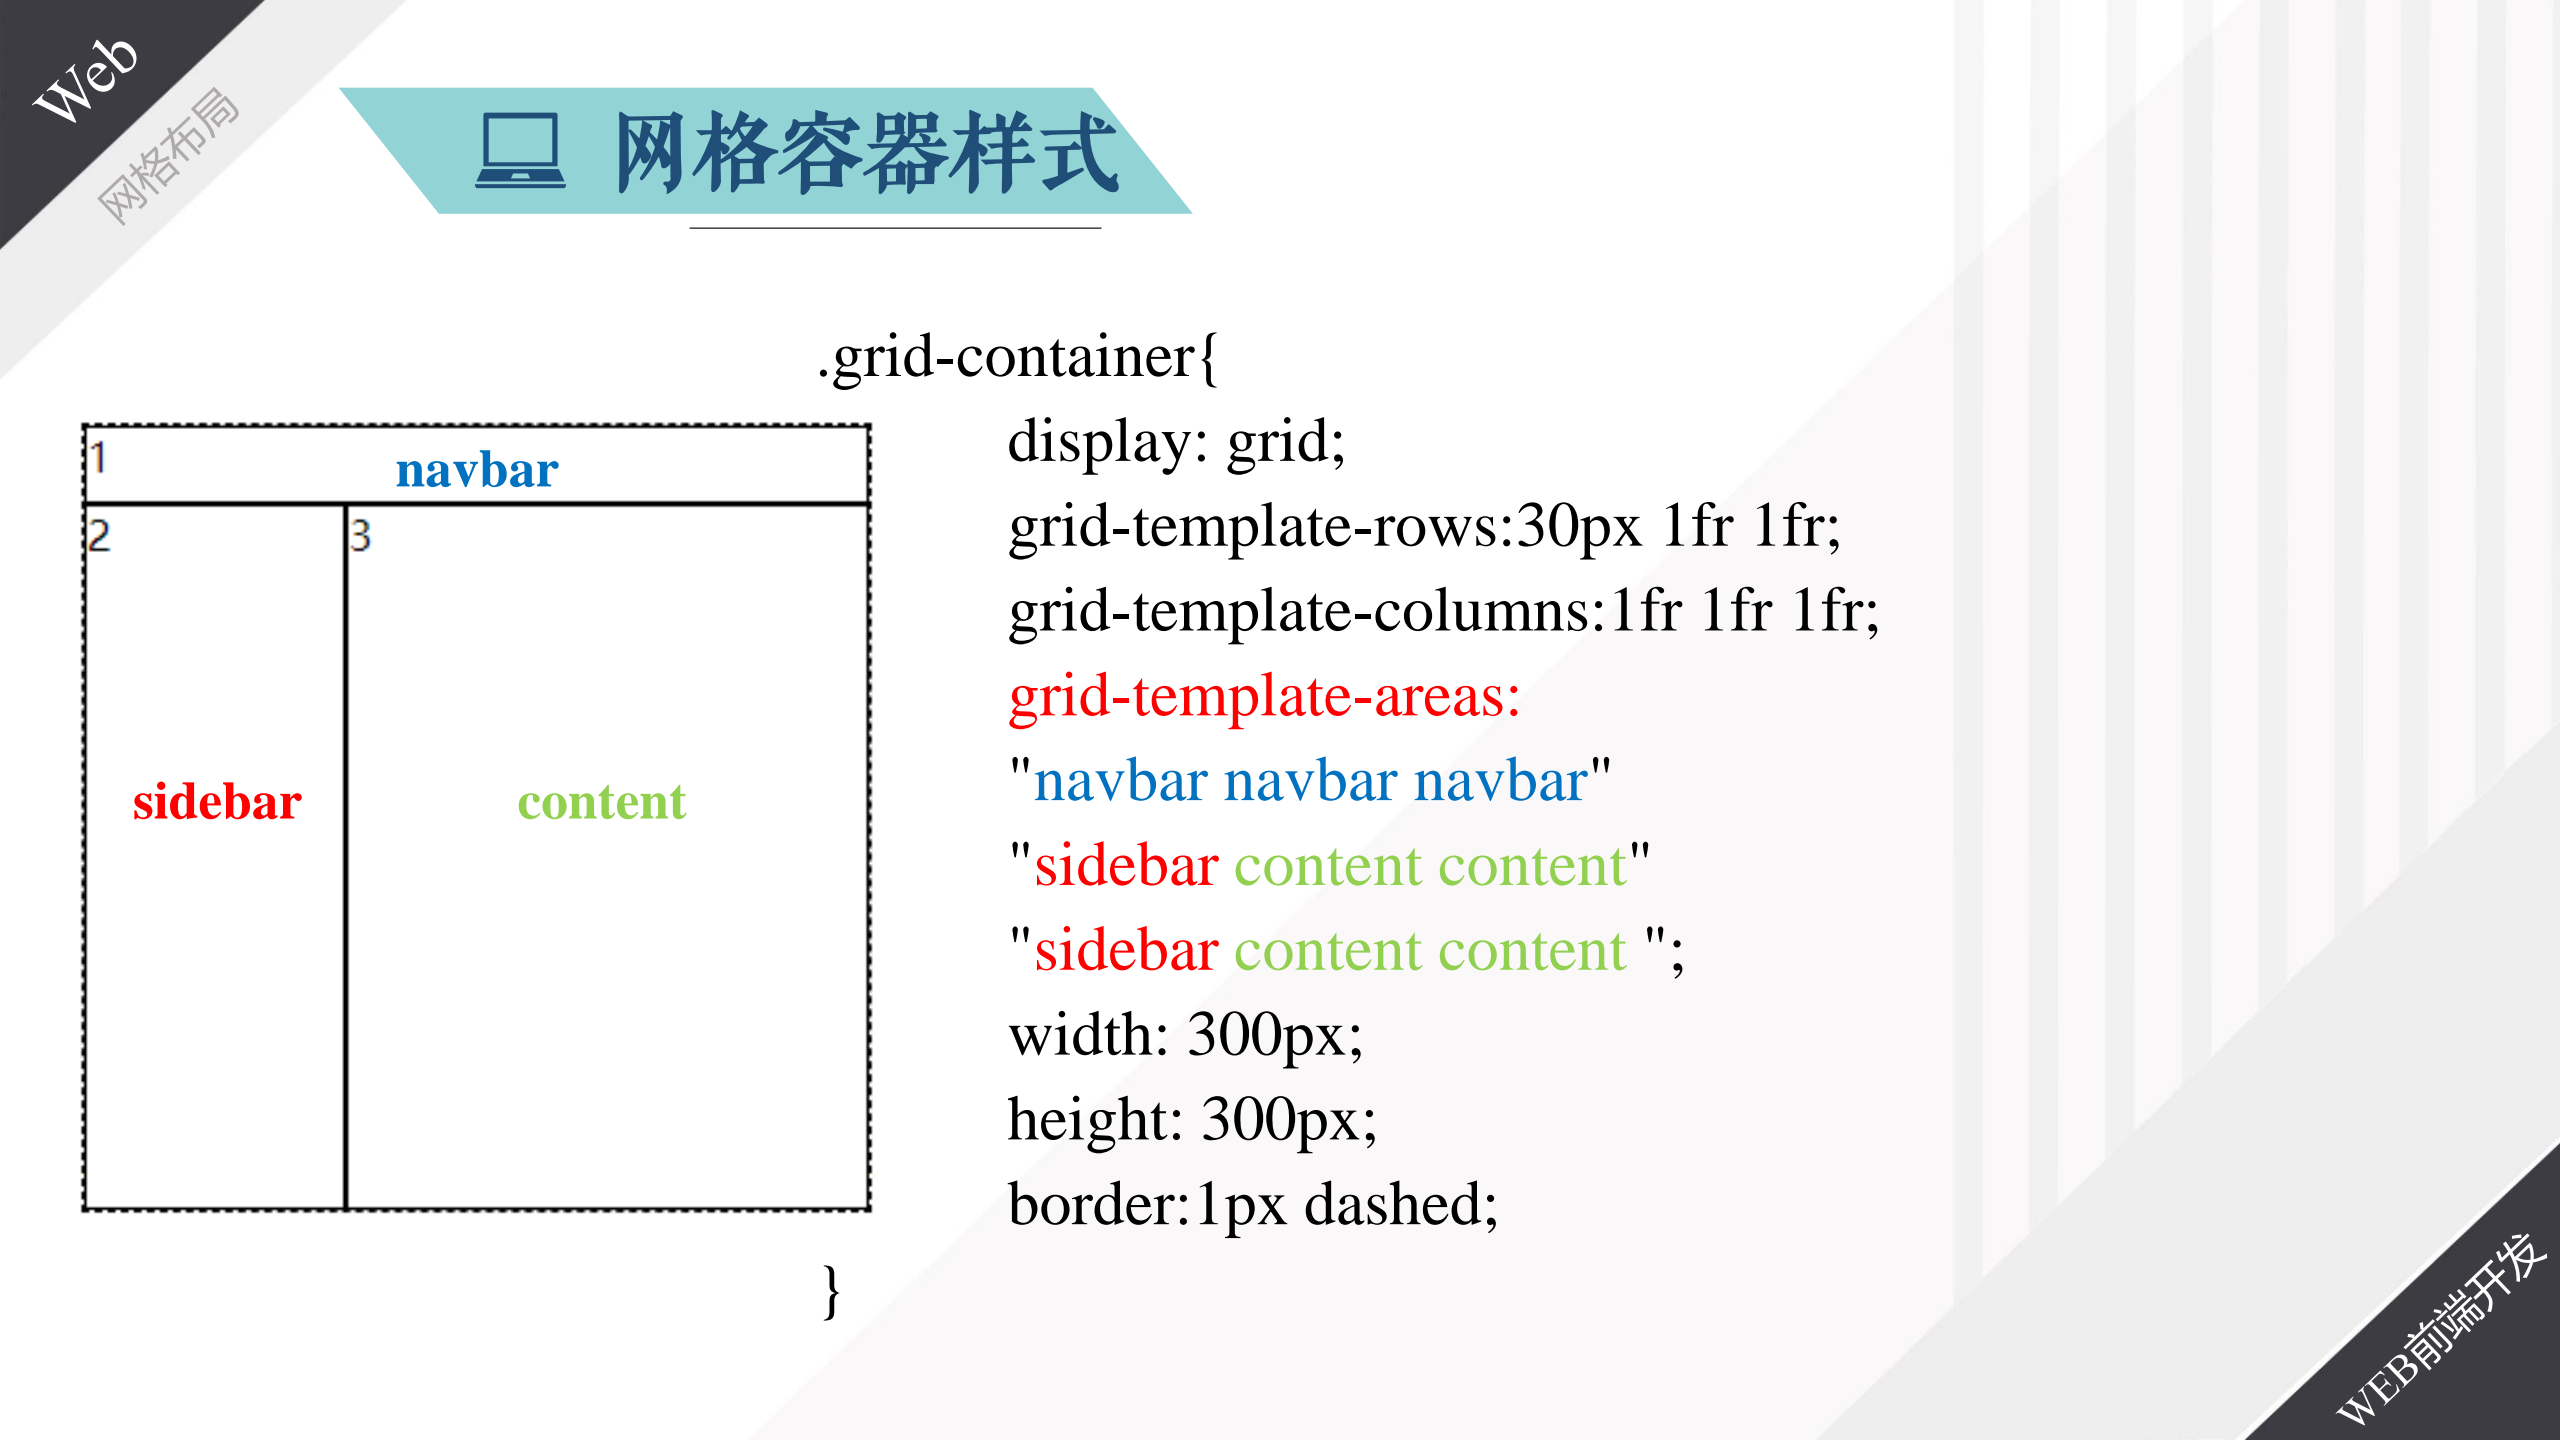 Web
网格布局
网格容器样式
1
navbar
2
3
sidebar
content
.grid-container{
display: grid;
grid-template-rows:30px 1fr 1fr;
grid-template-columns:1fr 1fr 1fr;
grid-template-areas:
"navbar navbar navbar"
"sidebar content content"
"sidebar content content ";
width: 300px;
height: 300px;
border:1px dashed;
}
WEB前端开发